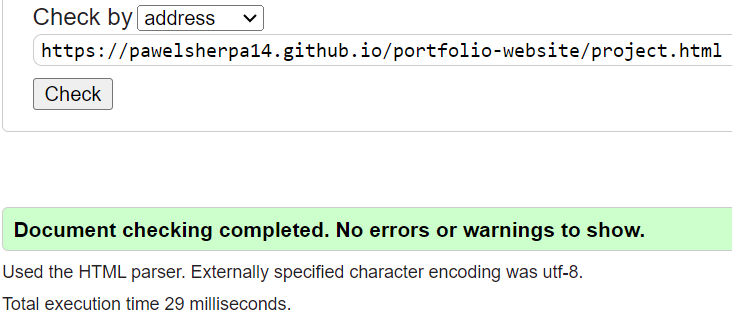 Check by address
https://pawelsherpa14.github.io/portfolio-website/project.html
Check
Document checking completed. No errors or warnings to show.
Used the HTML parser. Externally specified character encoding was utf-8.
Total execution time 29 milliseconds.